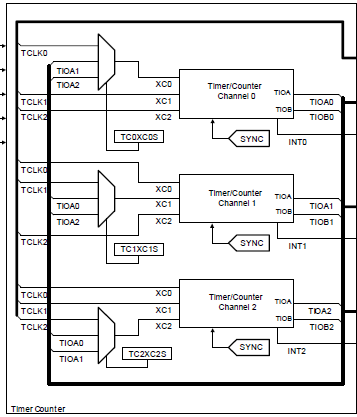 TCLK0
TIOA1
TIOA2
XC0
TCLK1
XC1
TCLK2
XC2
TC0XC0S
Timer/Counter
Channel 0
TIOA
TIOB
TIOA0
TIOB0
SYNC
INT0
TCLK0
TCLK1
XC0
TIOA0
XC1
TIOA2
XC2
TCLK2
TC1XC1S
Timer/Counter
Channel 1
TIOA
TIOB
TIOA1
TIOB1
SYNC
INT1
TCLK0
XC0
TCLK1
XC1
TCLK2
XC2
TIOA0
TIOA1
TC2XC2S
Timer/Counter
Channel 2
TIOA
TIOB
TIOA2
TIOB2
SYNC
INT2
Timer Counter